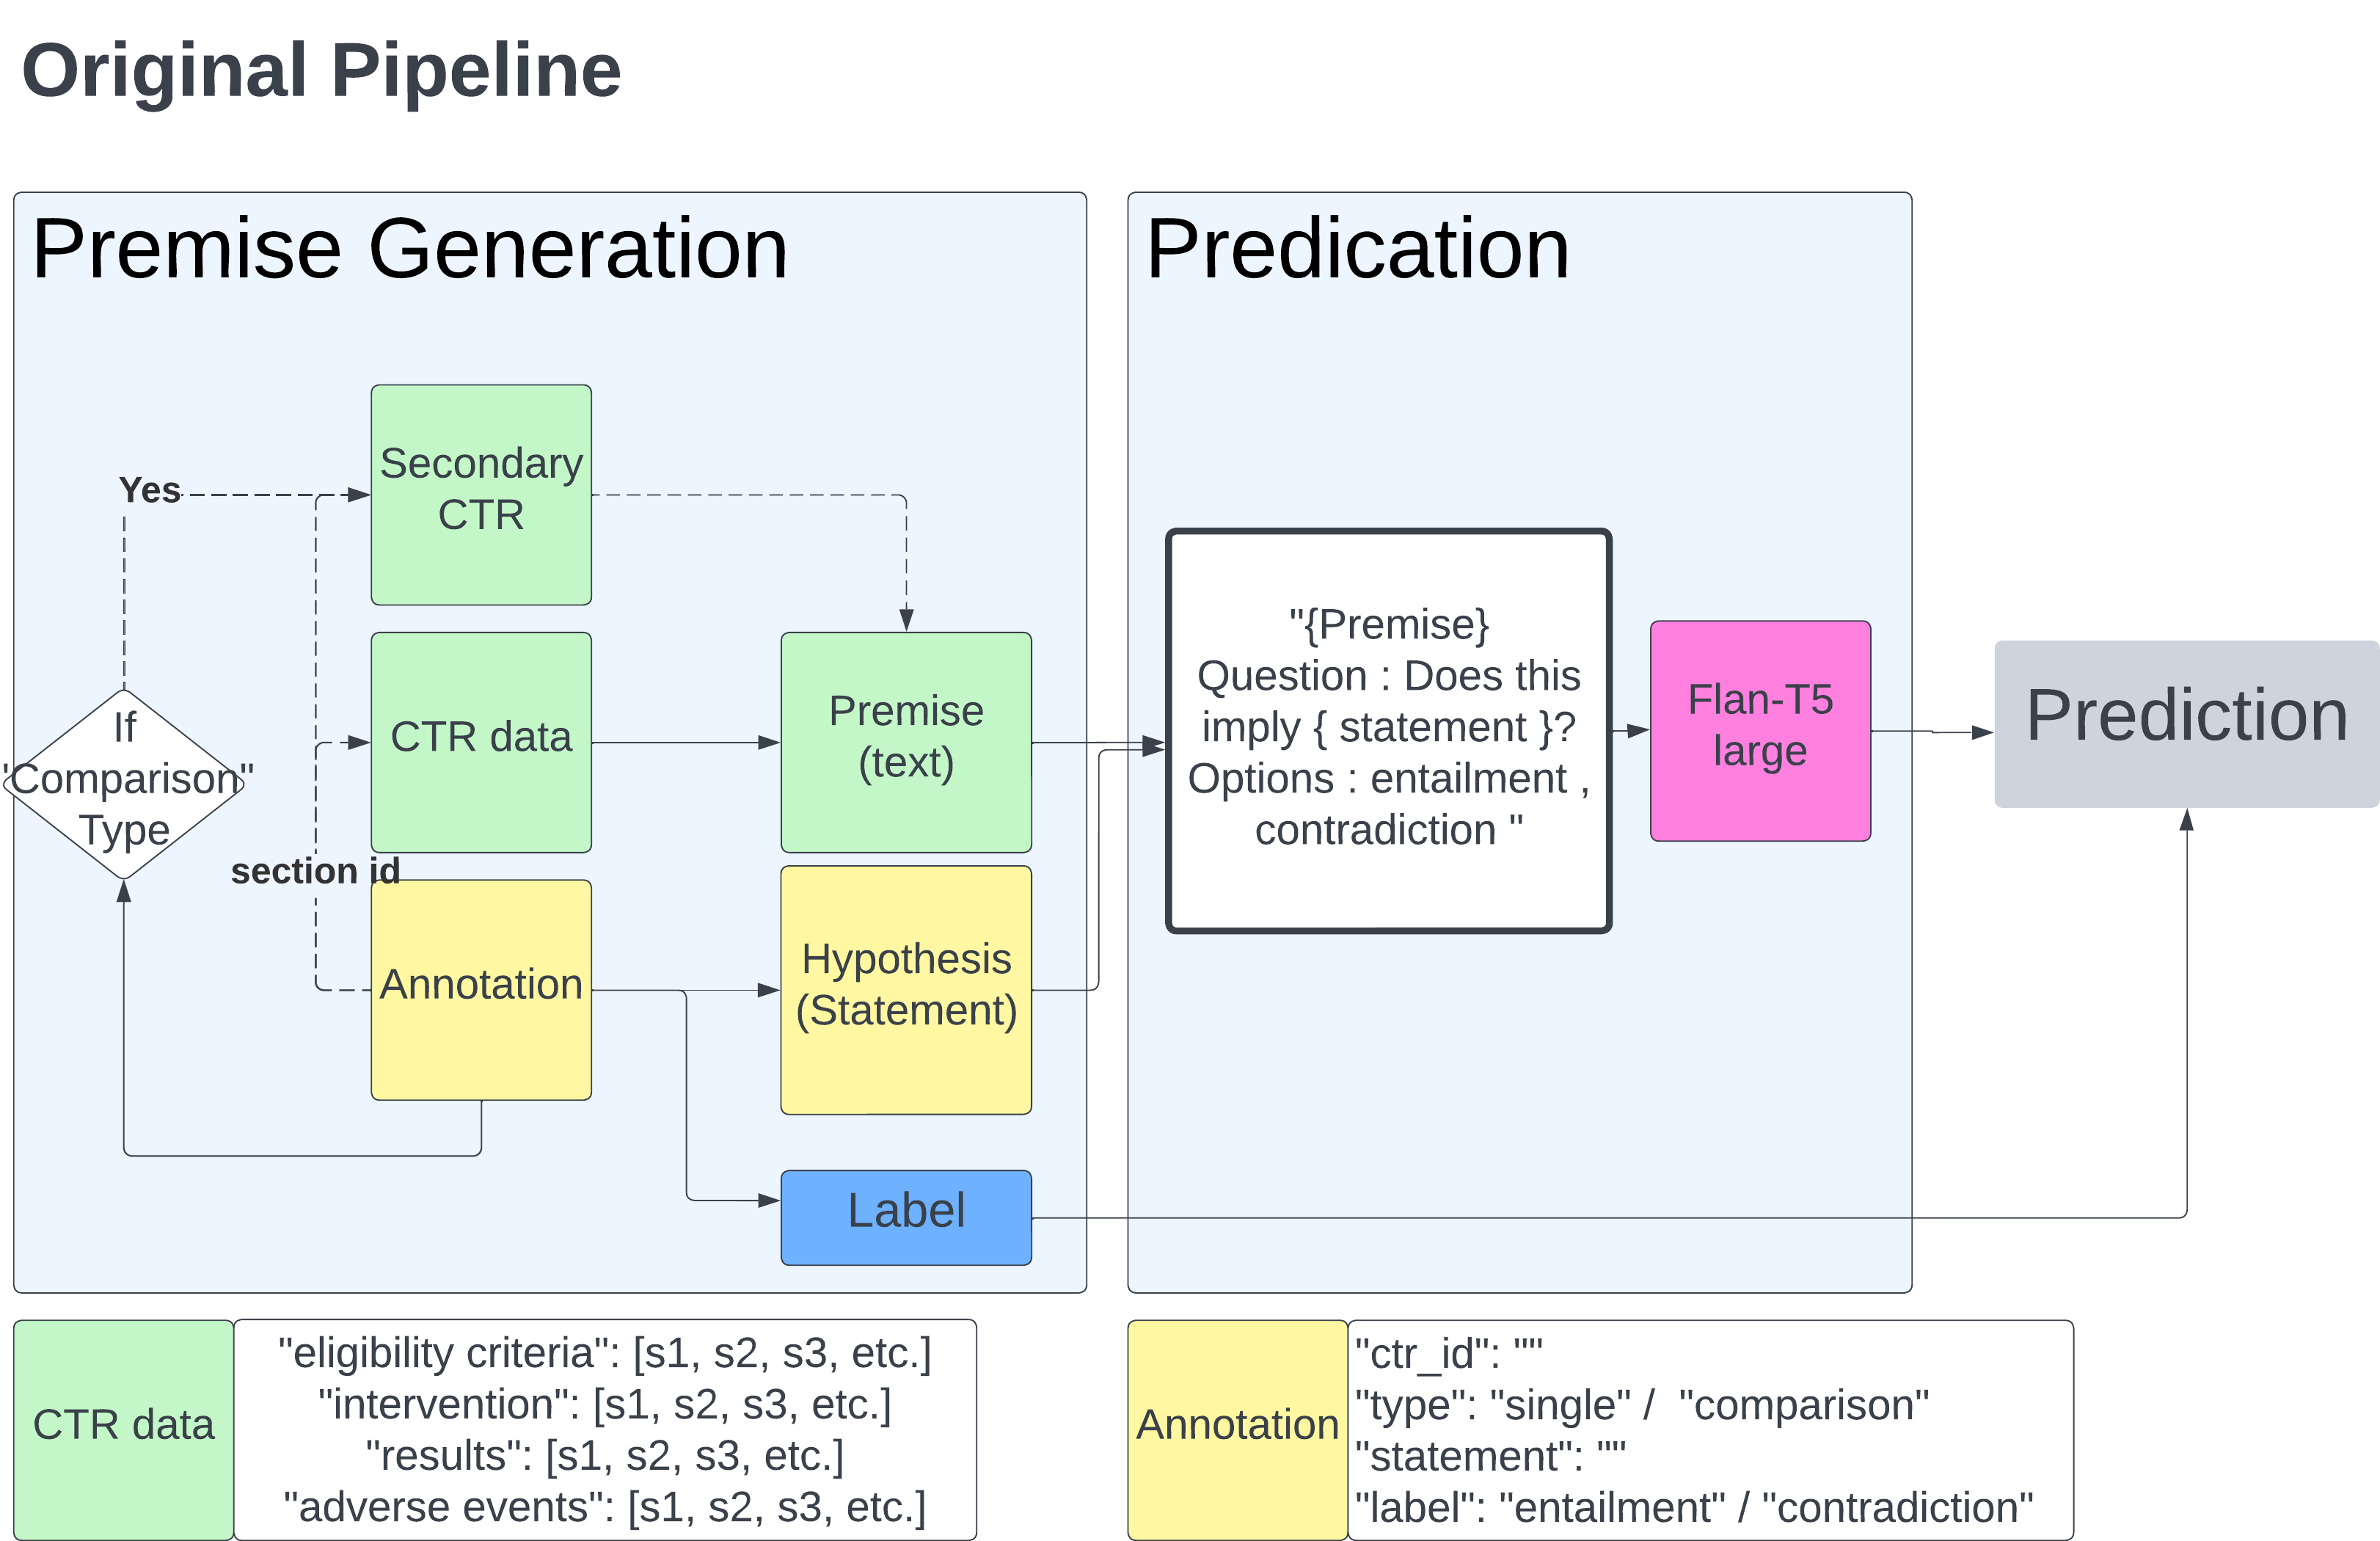 Original Pipeline
Premise Generation
Yes
Secondary
CTR
CTR data
Premise
(text)
If
"Comparison"
Type
section id
Annotation
Hypothesis
(Statement)
Label
Predication
"{Premise}
Question : Does this
imply { statement }?
Options : entailment ,
contradiction "
Flan-T5
large
Prediction
CTR data
"eligibility criteria": [s1, s2, s3, etc.]
"intervention": [s1, s2, s3, etc.]
"results": [s1, s2, s3, etc.]
"adverse events": [s1, s2, s3, etc.]
Annotation
"ctr_id": ""
"type": "single" /  "comparison"
"statement": ""
"label": "entailment" / "contradiction"